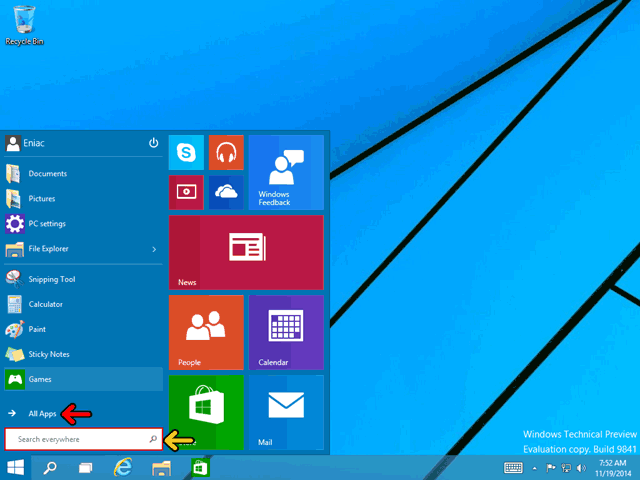 Recycle Bin
Eniac
Documents
Pictures
PC settings
File Explorer
Snipping Tool
Calculator
Paint
Sticky Notes
Games
All Apps
Search everywhere
Windows
Feedback
News
People
Calendar
Mail
Windows Technical Preview
Evaluation copy. Build 9841
7:52 AM
11/19/2014